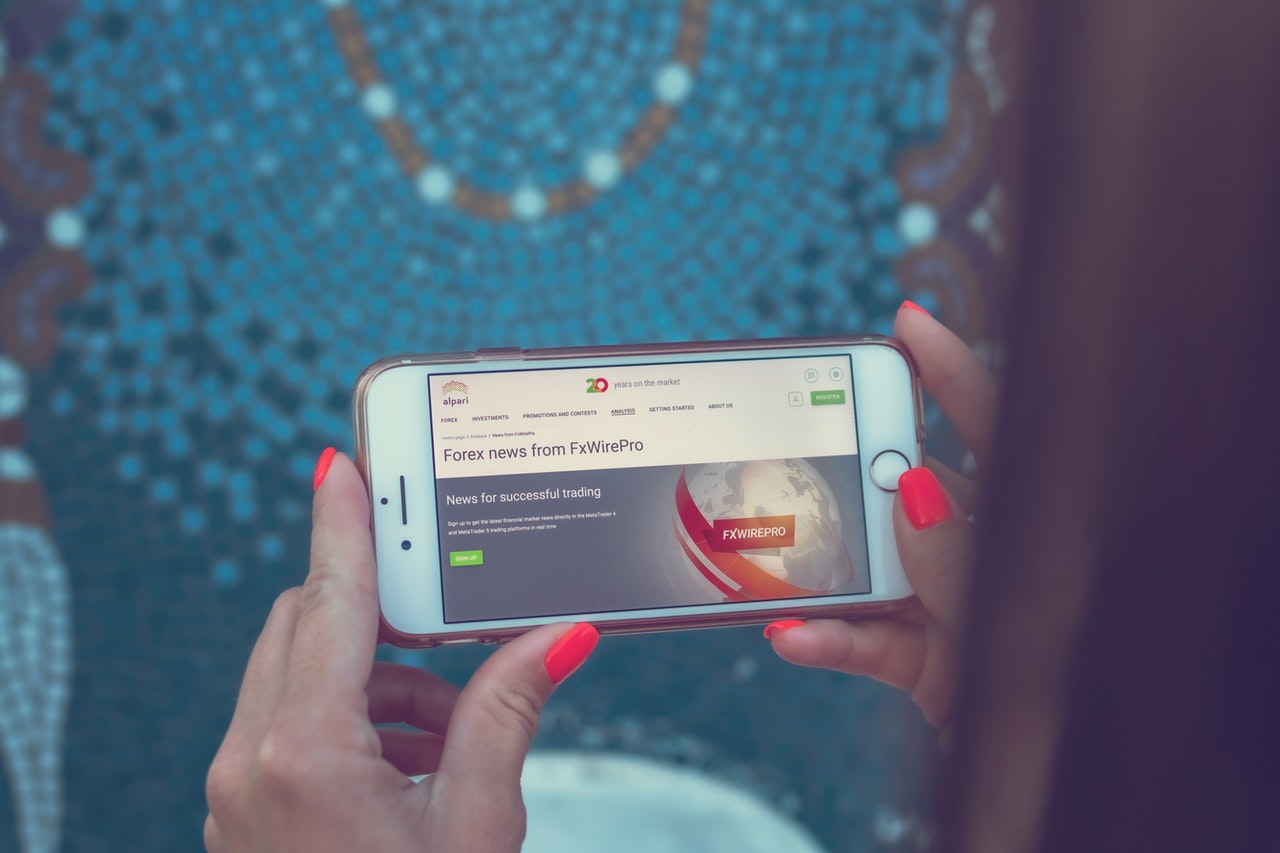 alpari
20 years on the market
REGISTER
FOREX INVESTMENTS PROMOTIONS AND CONTESTS ANALYSIS GETTING STARTED ABOUT US
Home page / Analysis / News from FxWirePro
Forex news from FxWirePro
News for successful trading
Sign up to get the latest financial market news directly in the MetaTrader 4
and MetaTrader 5 trading platforms in real time
SIGN UP
FXWIREPRO